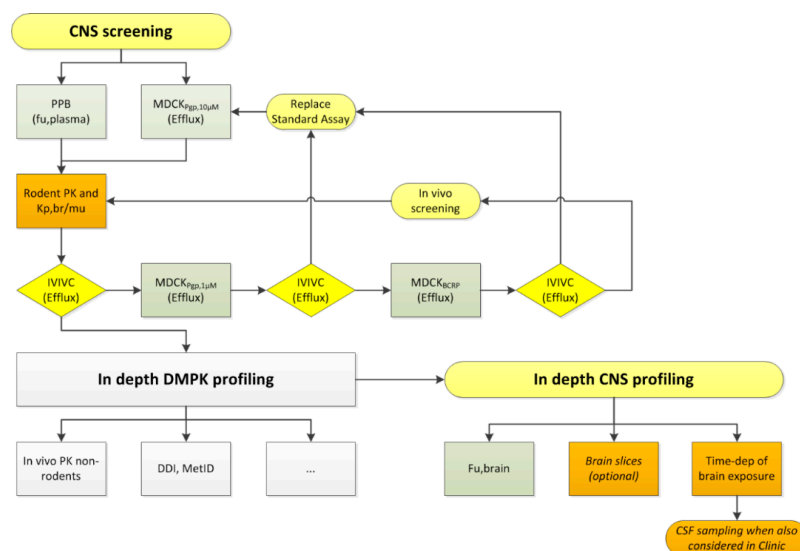 CNS screening
PPB
(fu,plasma)
MDCKPgp,10µM
(Efflux)
Replace
Standard Assay
Rodent PK and
Kp,br/mu
In vivo
screening
IVIVC
(Efflux)
MDCKPgp,1µM
(Efflux)
IVIVC
(Efflux)
MDCKBCRP
(Efflux)
IVIVC
(Efflux)
In depth DMPK profiling
In depth CNS profiling
In vivo PK non-
rodents
DDI, MetID
...
Fu,brain
Brain slices
(optional)
Time-dep of
brain exposure
CSF sampling when also
considered in Clinic